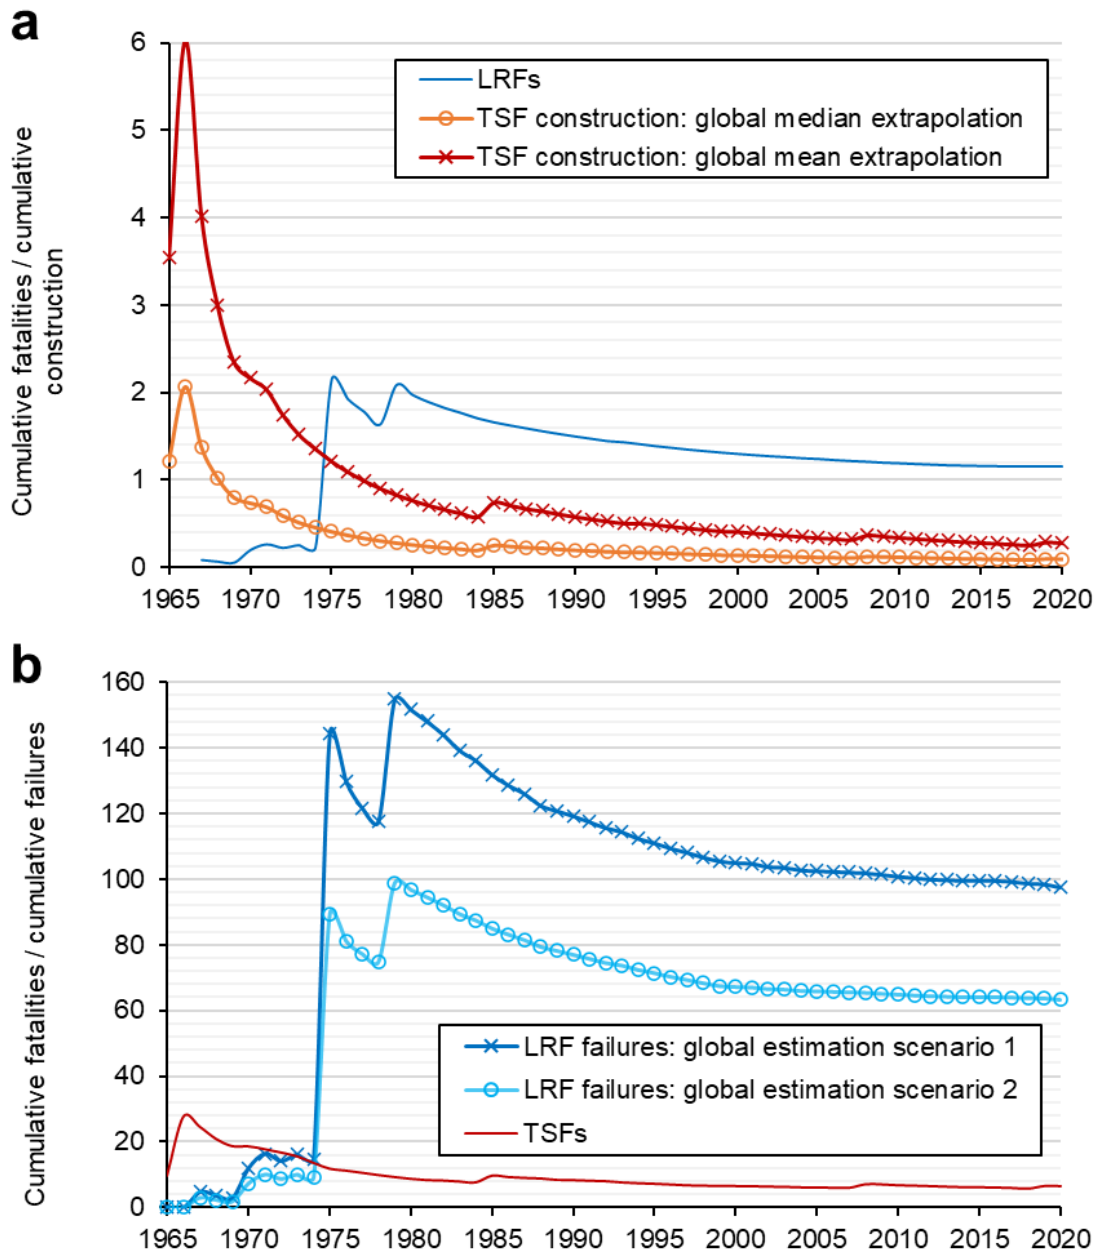 a
Cumulative fatalities / cumulative
construction
6
5
4
3
2
1
0
LRFs
TSF construction: global median extrapolation
TSF construction: global mean extrapolation
1965 1970 1975 1980 1985 1990 1995 2000 2005 2010 2015 2020
b
Cumulative fatalities / cumulative failures
160
140
120
100
80
60
40
20
0
LRF failures: global estimation scenario 1
LRF failures: global estimation scenario 2
TSFs
1965 1970 1975 1980 1985 1990 1995 2000 2005 2010 2015 2020